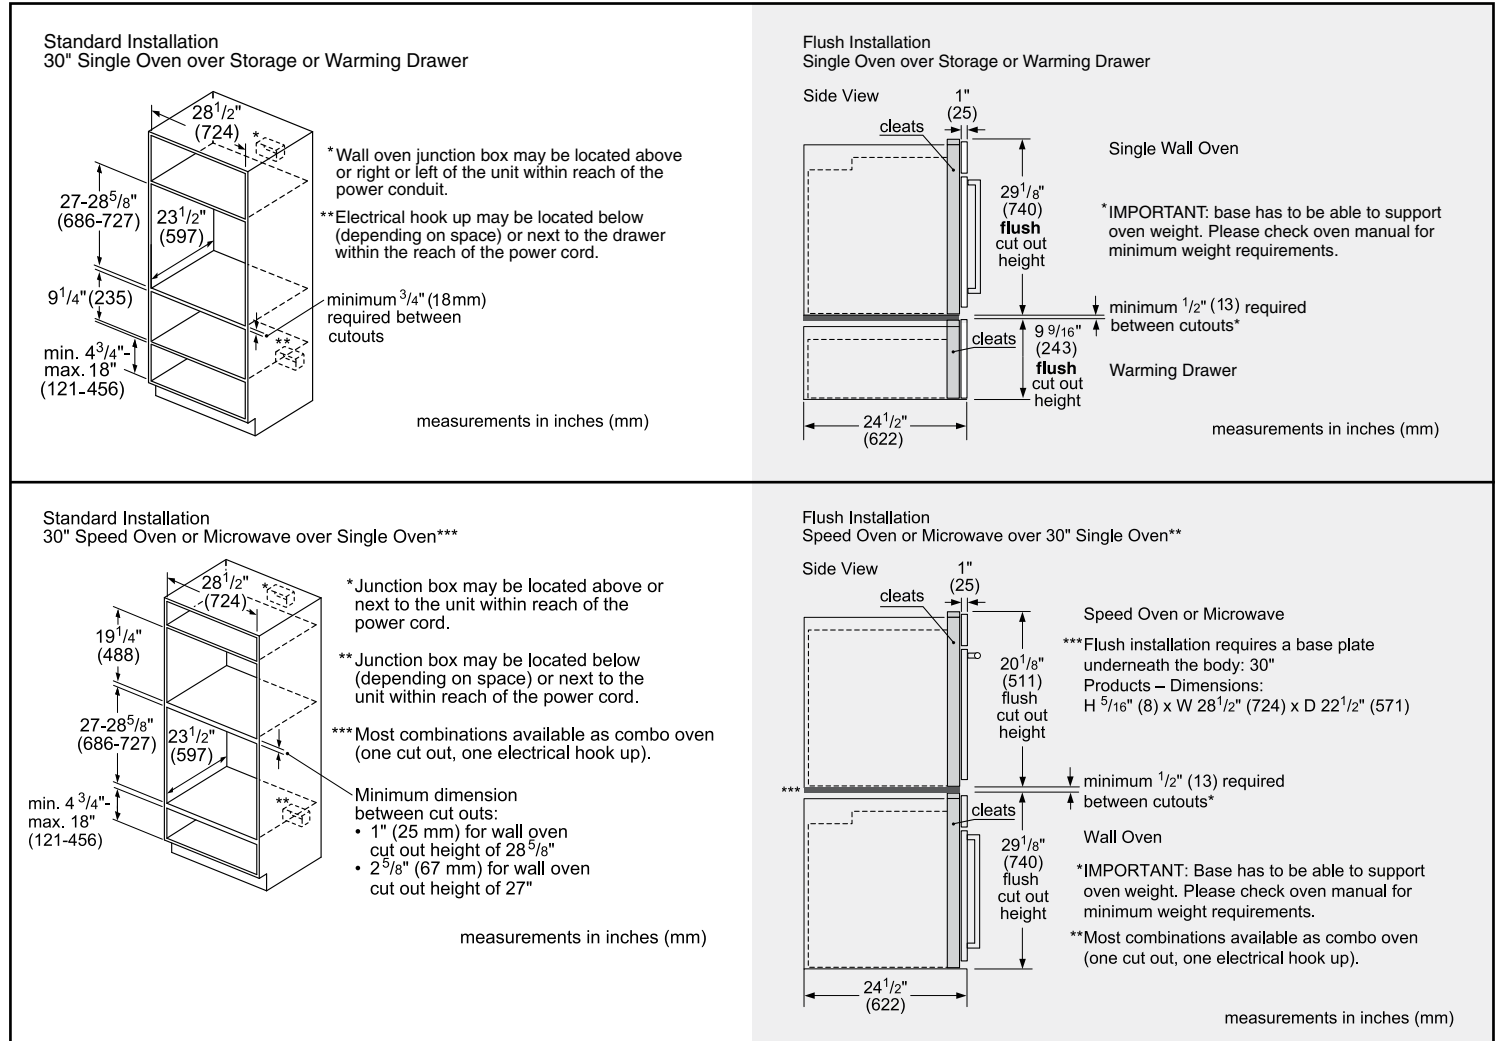 Standard Installation
30" Single Oven over Storage or Warming Drawer
28 1/2"
(724)
*
27-28 5/8"
(686-727)
23 1/2"
(597)
9 1/4" (235)
min. 4 3/4"-
max. 18"
(121-456)
**
*Wall oven junction box may be located above
or right or left of the unit within reach of the
power conduit.
**Electrical hook up may be located below
(depending on space) or next to the drawer
within the reach of the power cord.
minimum 3/4" (18mm)
required between
cutouts
measurements in inches (mm)
Flush Installation
Single Oven over Storage or Warming Drawer
Side View
1"
(25)
cleats
29 1/8"
(740)
flush
cut out
height
Single Wall Oven
*IMPORTANT: base has to be able to support
oven weight. Please check oven manual for
minimum weight requirements.
minimum 1/2" (13) required
between cutouts*
cleats
9 9/16"
(243)
flush
cut out
height
Warming Drawer
24 1/2"
(622)
measurements in inches (mm)
Standard Installation
30" Speed Oven or Microwave over Single Oven***
28 1/2"
(724)
*
19 1/4"
(488)
27-28 5/8"
(686-727)
23 1/2"
(597)
min. 4 3/4"-
max. 18"
(121-456)
**
*Junction box may be located above or
next to the unit within reach of the
power cord.
**Junction box may be located below
(depending on space) or next to the
unit within reach of the power cord.
***Most combinations available as combo oven
(one cut out, one electrical hook up).
Minimum dimension
between cut outs:
• 1" (25 mm) for wall oven
cut out height of 28 5/8"
• 2 5/8" (67 mm) for wall oven
cut out height of 27"
measurements in inches (mm)
Flush Installation
Speed Oven or Microwave over 30" Single Oven**
Side View
1"
(25)
cleats
20 1/8"
(511)
flush
cut out
height
Speed Oven or Microwave
***Flush installation requires a base plate
underneath the body: 30"
Products – Dimensions:
H 5/16" (8) x W 28 1/2" (724) x D 22 1/2" (571)
***
minimum 1/2" (13) required
between cutouts*
cleats
29 1/8"
(740)
flush
cut out
height
Wall Oven
*IMPORTANT: Base has to be able to support
oven weight. Please check oven manual for
minimum weight requirements.
**Most combinations available as combo oven
(one cut out, one electrical hook up).
24 1/2"
(622)
measurements in inches (mm)